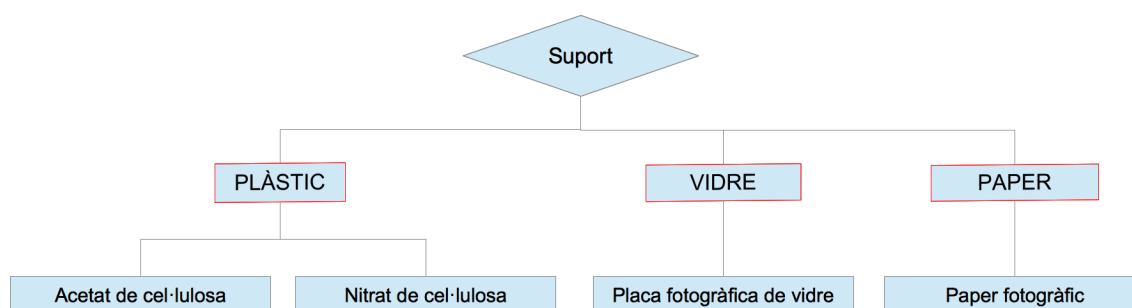 Suport
PLÀSTIC
VIDRE
PAPER
Acetat de cel·lulosa
Nitrat de cel·lulosa
Placa fotogràfica de vidre
Paper fotogràfic